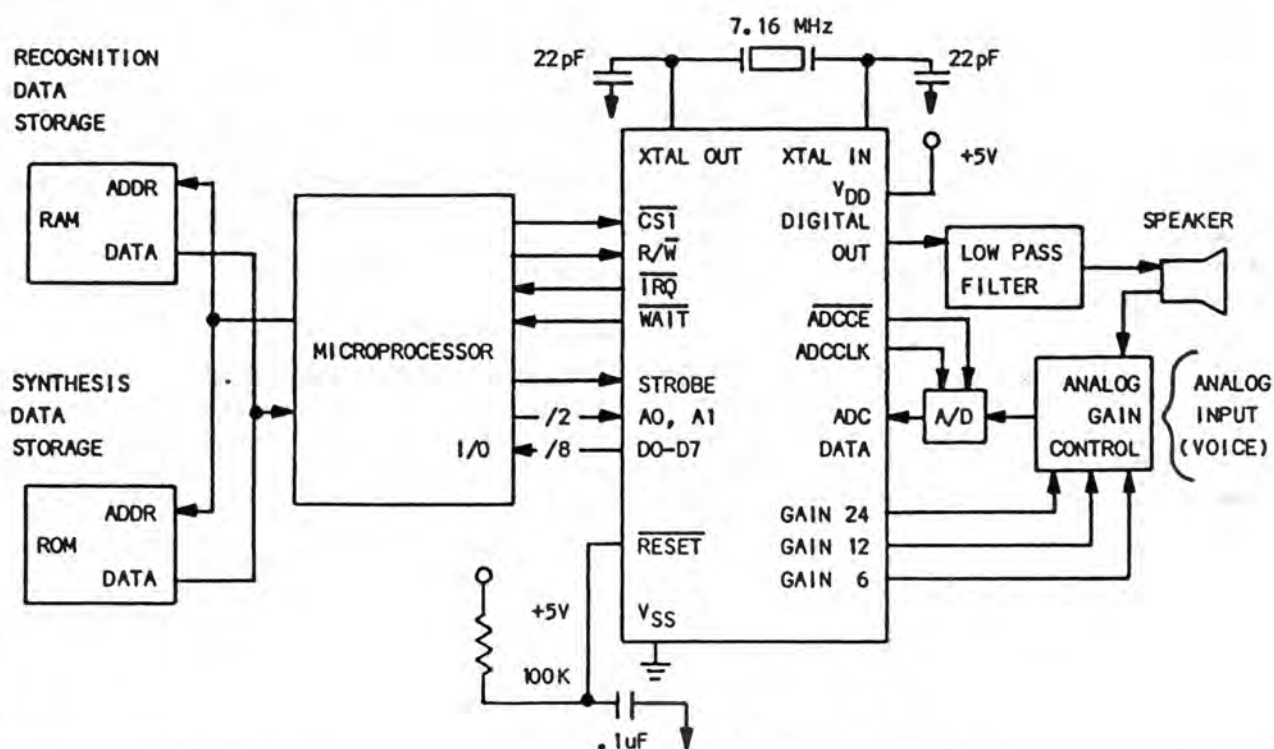 7.16 MHz
22pF
22pF
RECOGNITION
DATA
STORAGE
ADDR
RAM
DATA
SYNTHESIS
DATA
STORAGE
ADDR
ROM
DATA
MICROPROCESSOR
I/O
/2
/8
XTAL OUT
XTAL IN
+5V
VDD
CS1
DIGITAL
OUT
R/W
IRQ
WAIT
ADCCE
ADCCLK
STROBE
A0, A1
ADC
D0-D7
DATA
GAIN 24
RESET
GAIN 12
GAIN 6
VSS
LOW PASS
FILTER
SPEAKER
A/D
ANALOG
GAIN
CONTROL
ANALOG
INPUT
(VOICE)
+5V
100K
.1uF